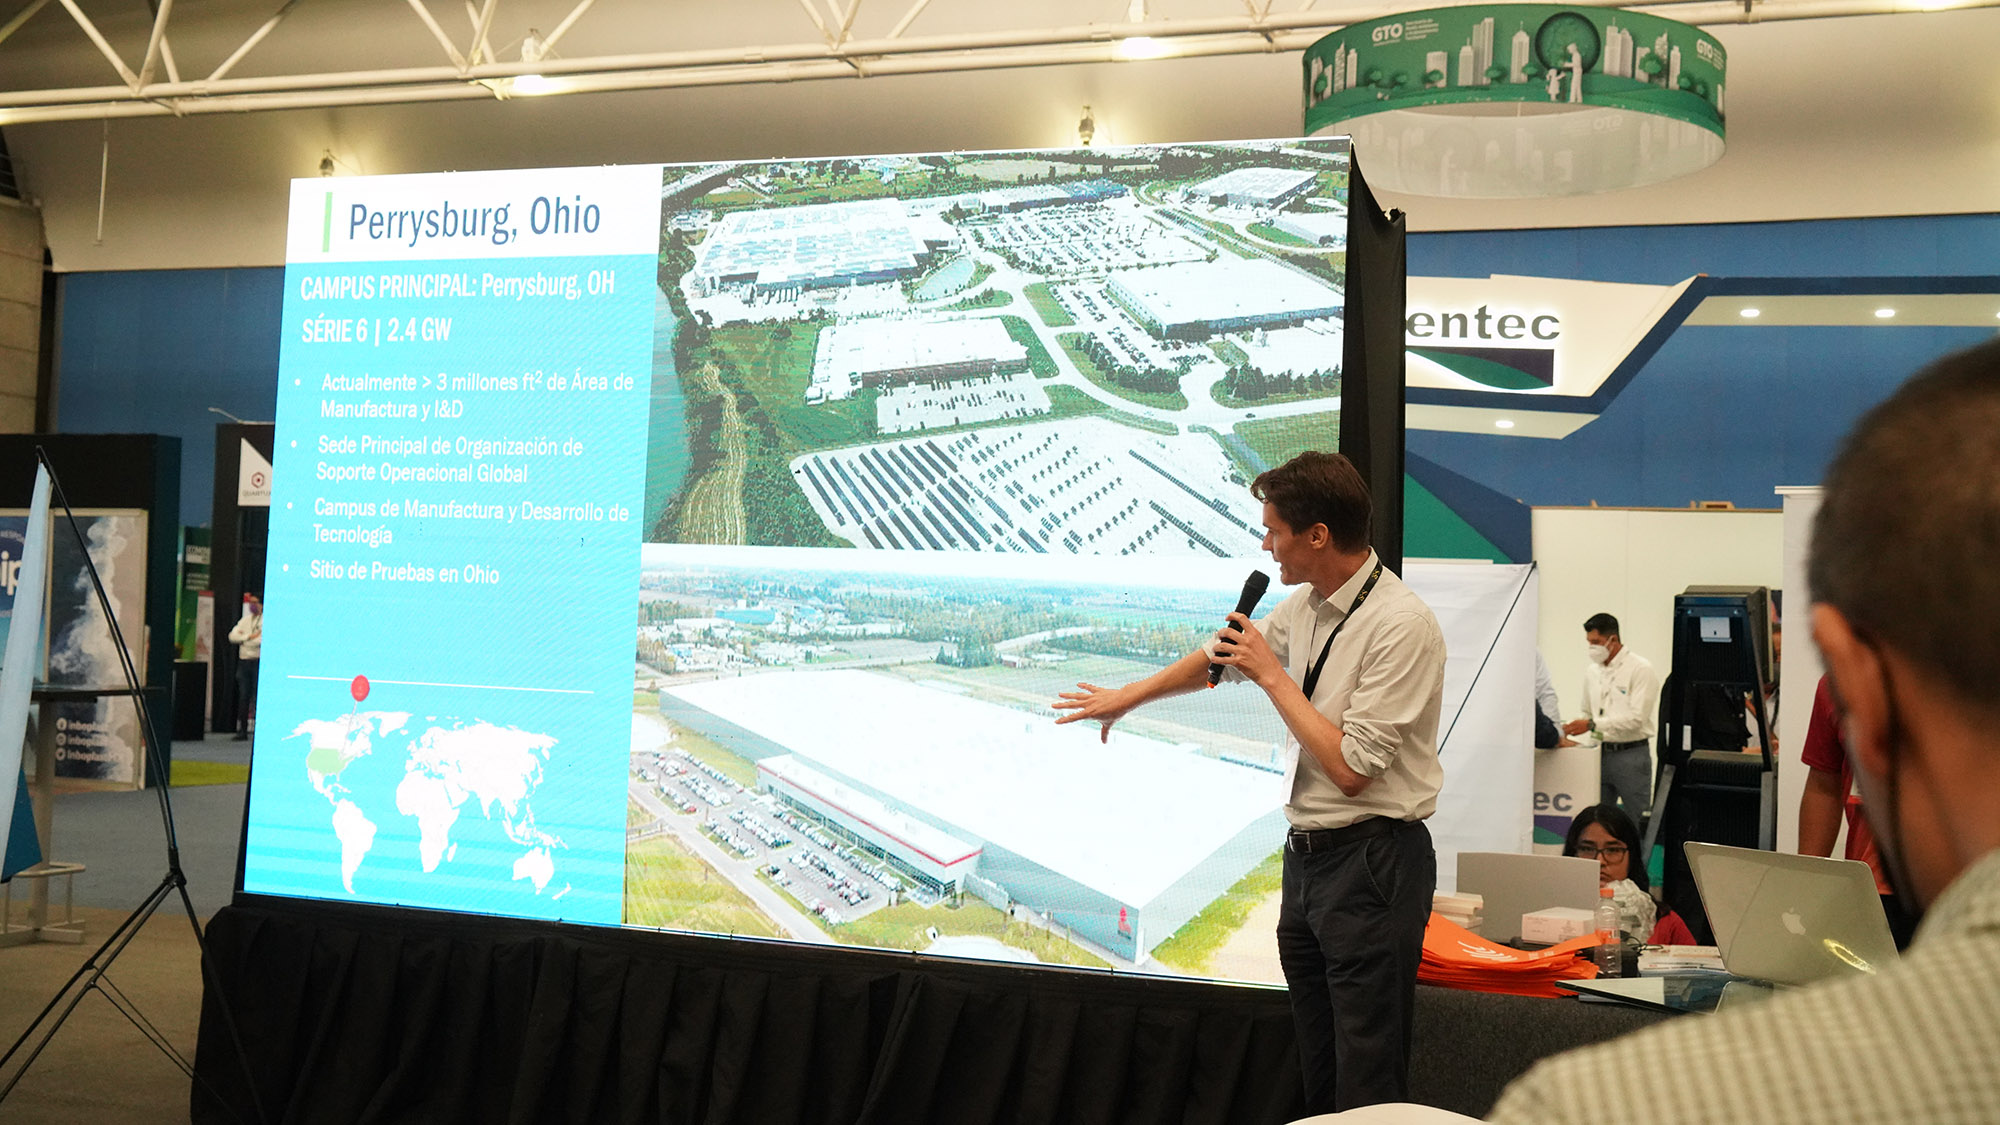 GTO
GTO
Perrysburg, Ohio
CAMPUS PRINCIPAL: Perrysburg, OH
SÉRIE 6 | 2.4 GW
• Actualmente > 3 millones ft² de Área de
Manufactura y I&D
• Sede Principal de Organización de
Soporte Operacional Global
• Campus de Manufactura y Desarrollo de
Tecnología
• Sitio de Pruebas en Ohio
entec
ec